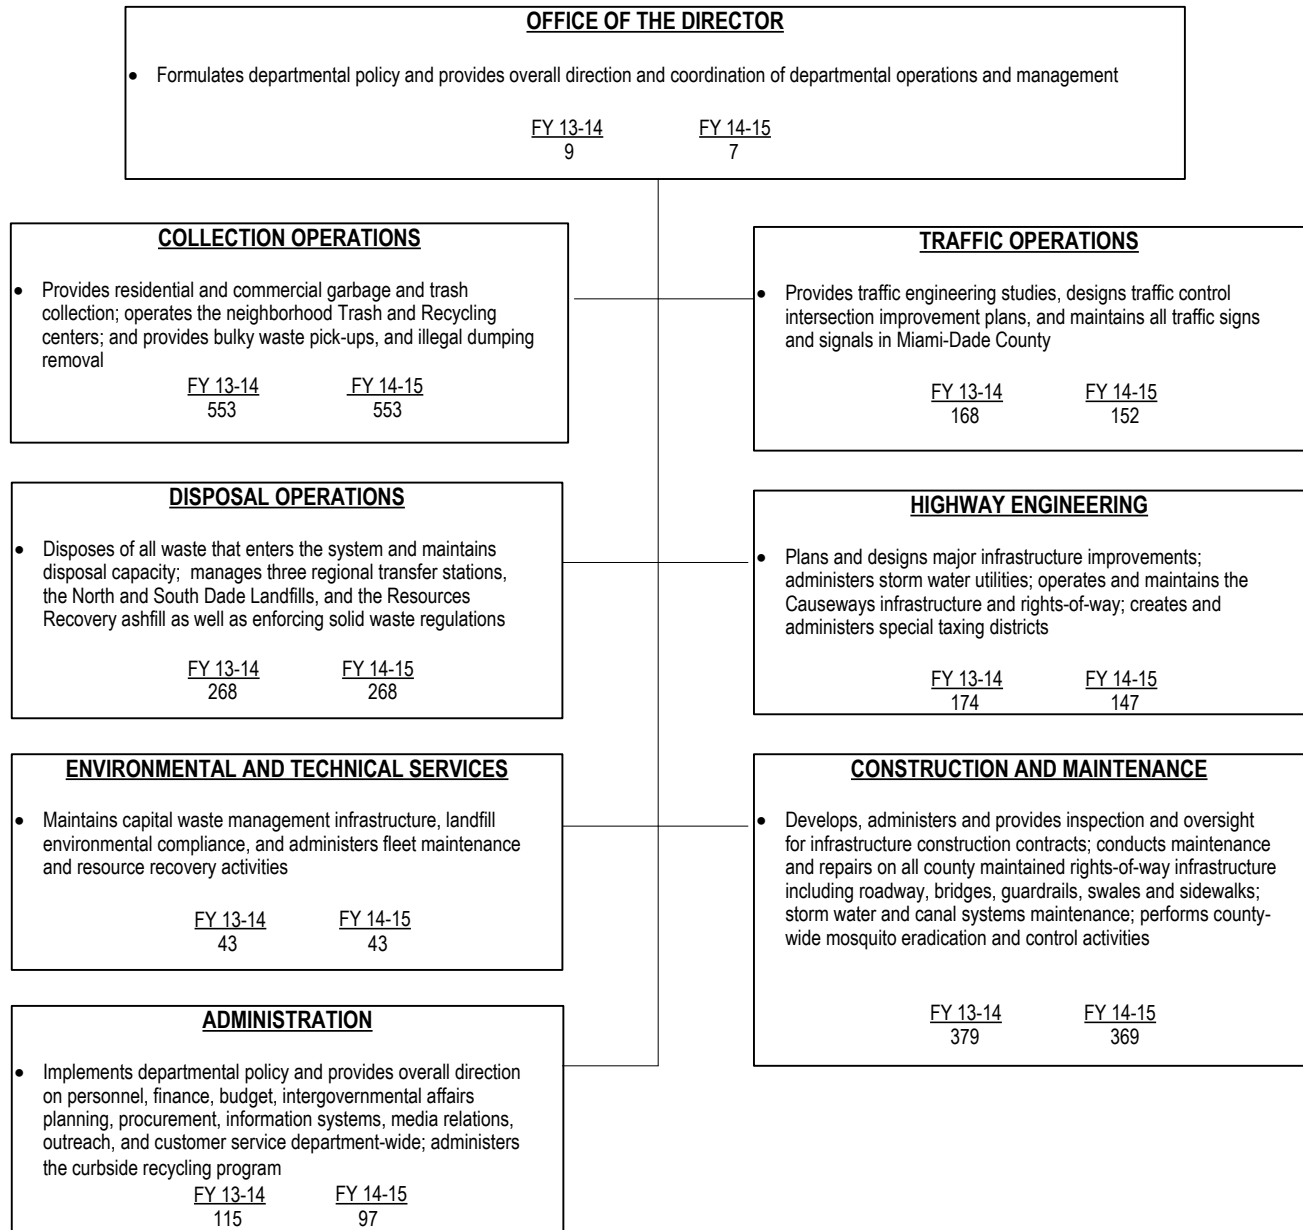 OFFICE OF THE DIRECTOR
• Formulates departmental policy and provides overall direction and coordination of departmental operations and management
FY 13-14 FY 14-15
9 7
COLLECTION OPERATIONS
• Provides residential and commercial garbage and trash
collection; operates the neighborhood Trash and Recycling
centers; and provides bulky waste pick-ups, and illegal dumping
removal
FY 13-14 FY 14-15
553 553
TRAFFIC OPERATIONS
• Provides traffic engineering studies, designs traffic control
intersection improvement plans, and maintains all traffic signs
and signals in Miami-Dade County
FY 13-14 FY 14-15
168 152
DISPOSAL OPERATIONS
• Disposes of all waste that enters the system and maintains
disposal capacity; manages three regional transfer stations,
the North and South Dade Landfills, and the Resources
Recovery ashfill as well as enforcing solid waste regulations
FY 13-14 FY 14-15
268 268
HIGHWAY ENGINEERING
• Plans and designs major infrastructure improvements;
administers storm water utilities; operates and maintains the
Causeways infrastructure and rights-of-way; creates and
administers special taxing districts
FY 13-14 FY 14-15
174 147
ENVIRONMENTAL AND TECHNICAL SERVICES
• Maintains capital waste management infrastructure, landfill
environmental compliance, and administers fleet maintenance
and resource recovery activities
FY 13-14 FY 14-15
43 43
CONSTRUCTION AND MAINTENANCE
• Develops, administers and provides inspection and oversight
for infrastructure construction contracts; conducts maintenance
and repairs on all county maintained rights-of-way infrastructure
including roadway, bridges, guardrails, swales and sidewalks;
storm water and canal systems maintenance; performs county-
wide mosquito eradication and control activities
FY 13-14 FY 14-15
379 369
ADMINISTRATION
• Implements departmental policy and provides overall direction
on personnel, finance, budget, intergovernmental affairs
planning, procurement, information systems, media relations,
outreach, and customer service department-wide; administers
the curbside recycling program
FY 13-14 FY 14-15
115 97